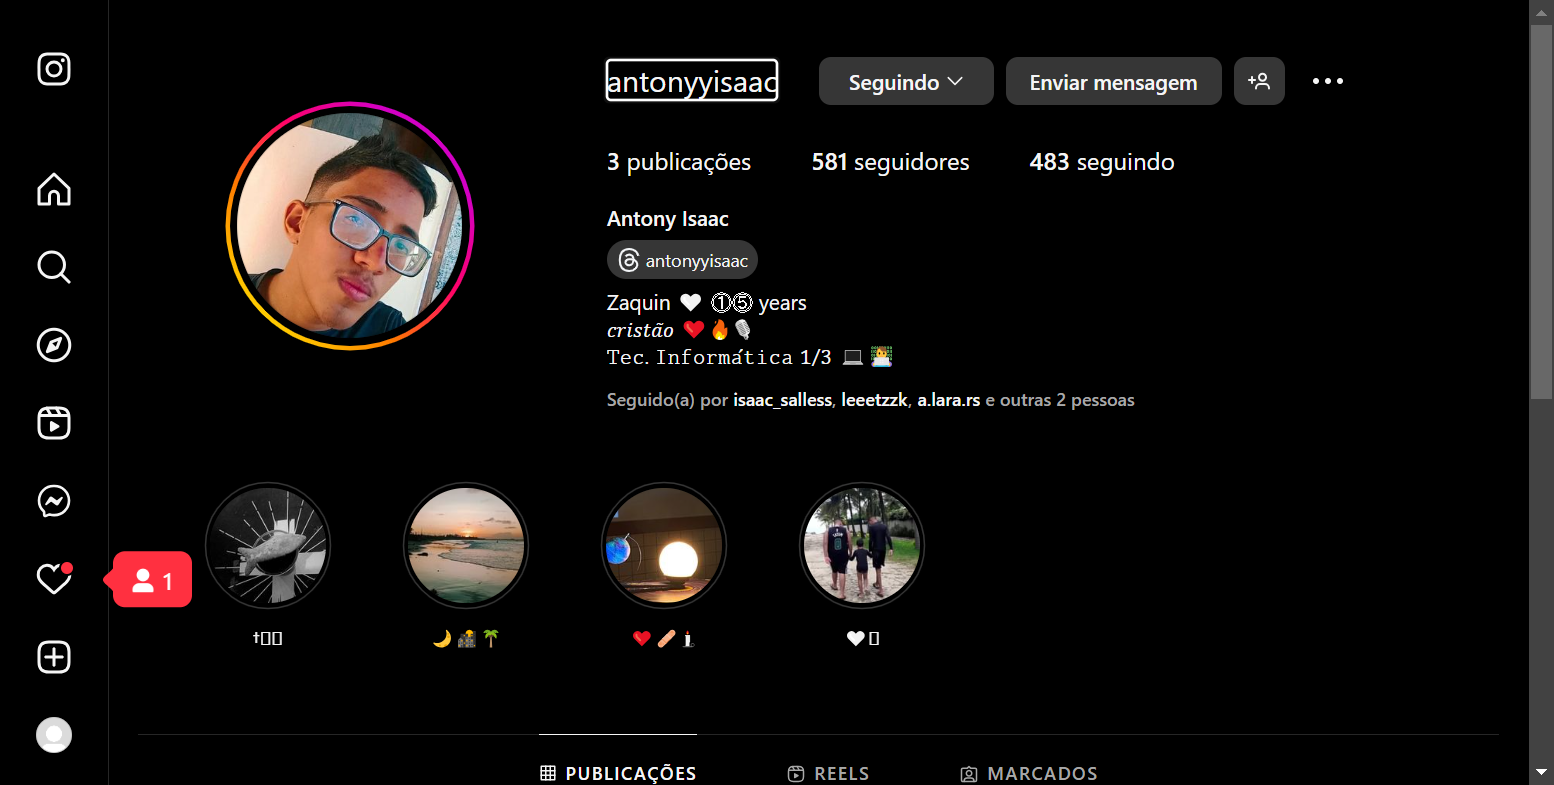 antonyyisaac
Seguindo
Enviar mensagem
3 publicações
581 seguidores
483 seguindo
Antony Isaac
antonyyisaac
Zaquin 🤍 ⓵⓹ years
𝑐𝑟𝑖𝑠𝑡ã𝑜 ❤️🔥🎙️
𝚃𝚎𝚌. 𝙸𝚗𝚏𝚘𝚛𝚖á𝚝𝚒𝚌𝚊 1/3 💻👨‍💻
Seguido(a) por isaac_salless, leeetzzk, a.lara.rs e outras 2 pessoas
1
PUBLICAÇÕES
REELS
MARCADOS